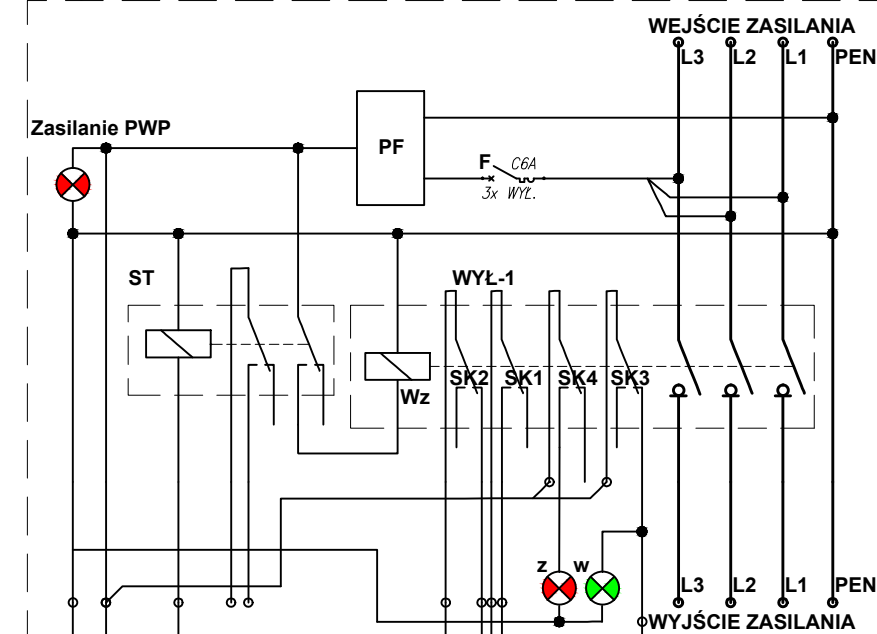 WEJŚCIE ZASILANIA
L3 L2 L1 PEN
Zasilanie PWP
PF
F C6A
3x WYŁ.
ST
WYŁ-1
SK2 SK1 SK4 SK3
Wz
z w
L3 L2 L1 PEN
WYJŚCIE ZASILANIA